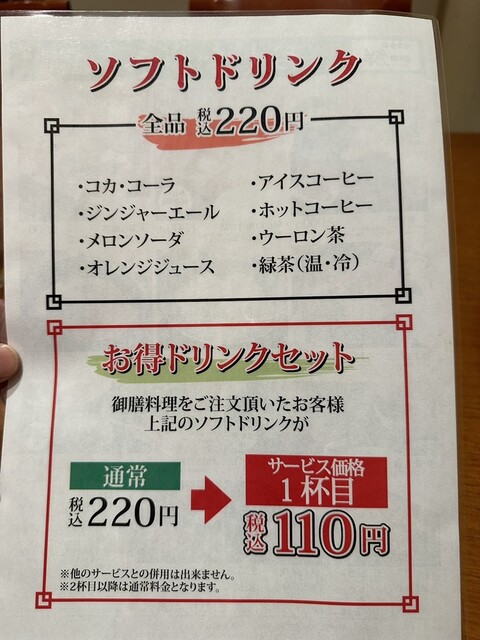 ソフトドリンク
全品 税込220円
・コカ・コーラ
・ジンジャーエール
・メロンソーダ
・オレンジジュース
・アイスコーヒー
・ホットコーヒー
・ウーロン茶
・緑茶(温・冷)
お得ドリンクセット
御膳料理をご注文頂いたお客様
上記のソフトドリンクが
通常
税込220円
サービス価格
1杯目
税込110円
※他のサービスとの併用は出来ません。
※2杯目以降は通常料金となります。